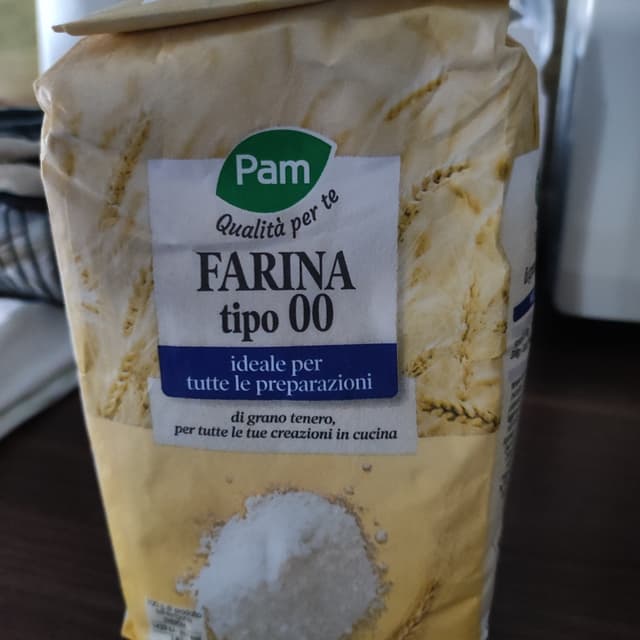 Pam
Qualità per te
FARINA
tipo 00
ideale per
tutte le preparazioni
di grano tenero,
per tutte le tue creazioni in cucina